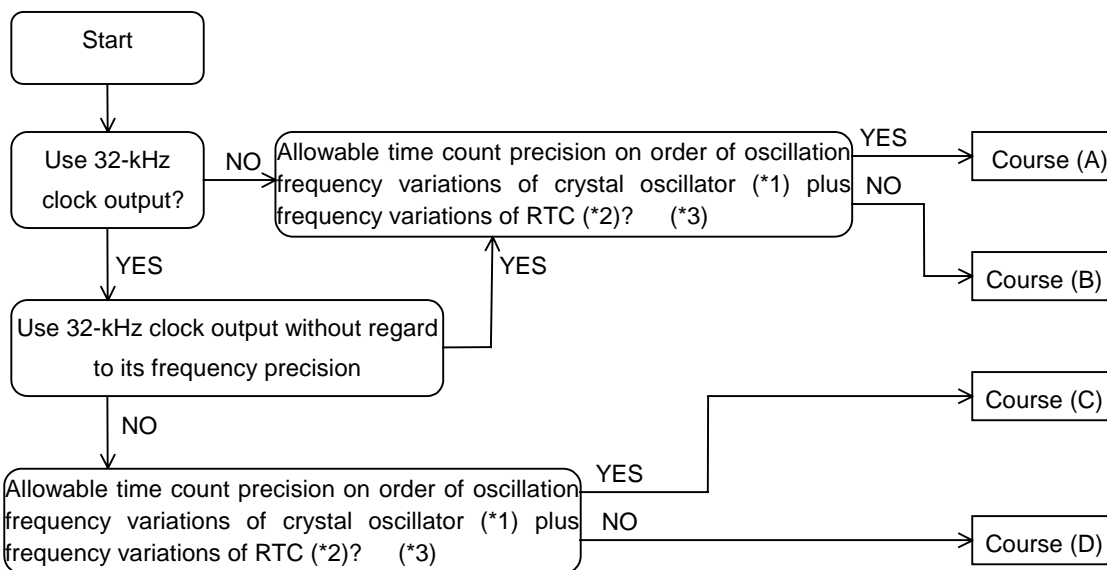 Start
Use 32-kHz
clock output?
NO
Allowable time count precision on order of oscillation
frequency variations of crystal oscillator (*1) plus
frequency variations of RTC (*2)? (*3)
YES
Course (A)
NO
Course (B)
YES
YES
Use 32-kHz clock output without regard
to its frequency precision
Course (C)
NO
Allowable time count precision on order of oscillation
frequency variations of crystal oscillator (*1) plus
frequency variations of RTC (*2)? (*3)
YES
NO
Course (D)